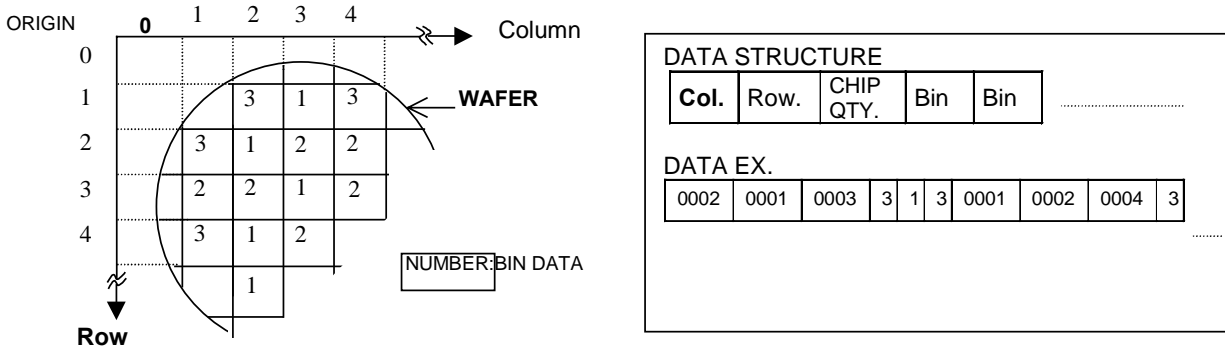 ORIGIN 0 1 2 3 4 Column
0
1 3 1 3 WAFER
2 3 1 2 2
3 2 2 1 2
4 3 1 2
NUMBER:BIN DATA
1
Row
DATA STRUCTURE
Col. Row. CHIP QTY. Bin Bin
DATA EX.
0002 0001 0003 3 1 3 0001 0002 0004 3